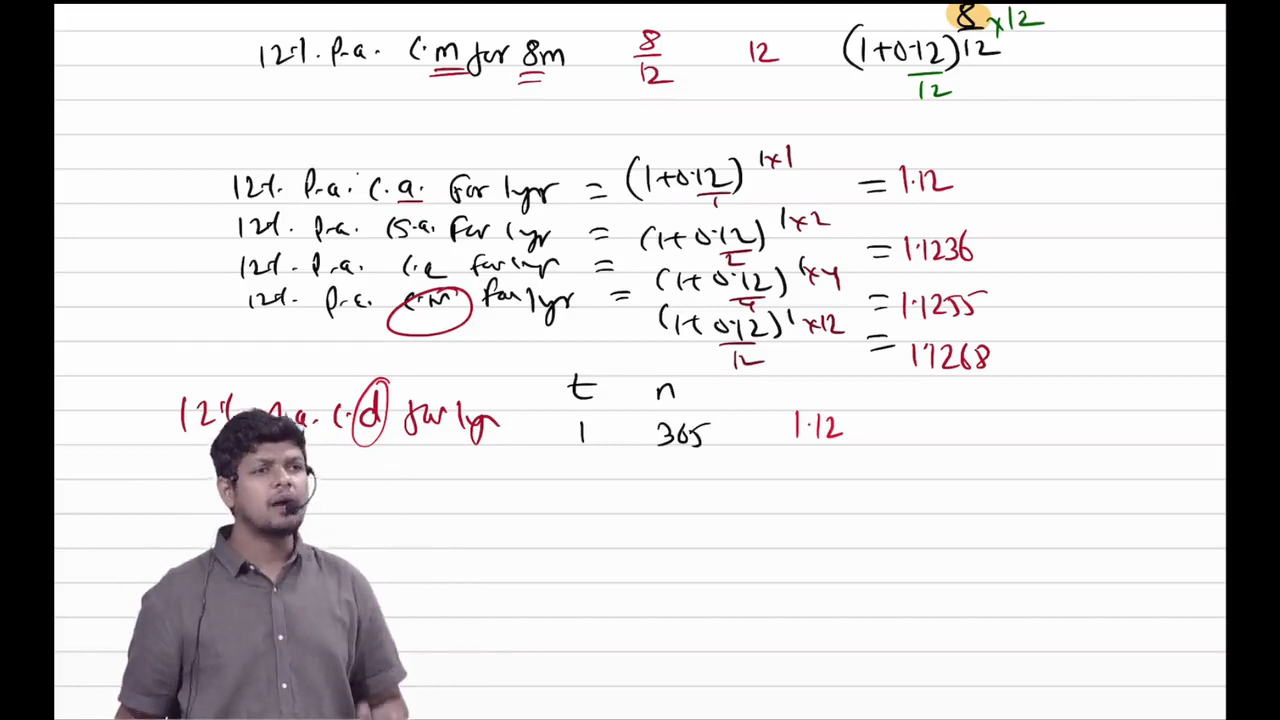 12%. P.a. C.m for 8m 8/12 12 (1+0.12/12)^8/12 x12
12%. P.a. C.a. For 1yr = (1+0.12/1)^1x1 = 1.12
12%. P.a. C.s.a. For 1yr = (1+0.12/2)^1x2 = 1.1236
12%. P.a. C.q for 1yr = (1+0.12/4)^1x4 = 1.1255
12%. P.a. C.m for 1yr = (1+0.12/12)^1x12 = 1.1268
t n
12%. P.a. C.d for 1yr 1 365 1.12